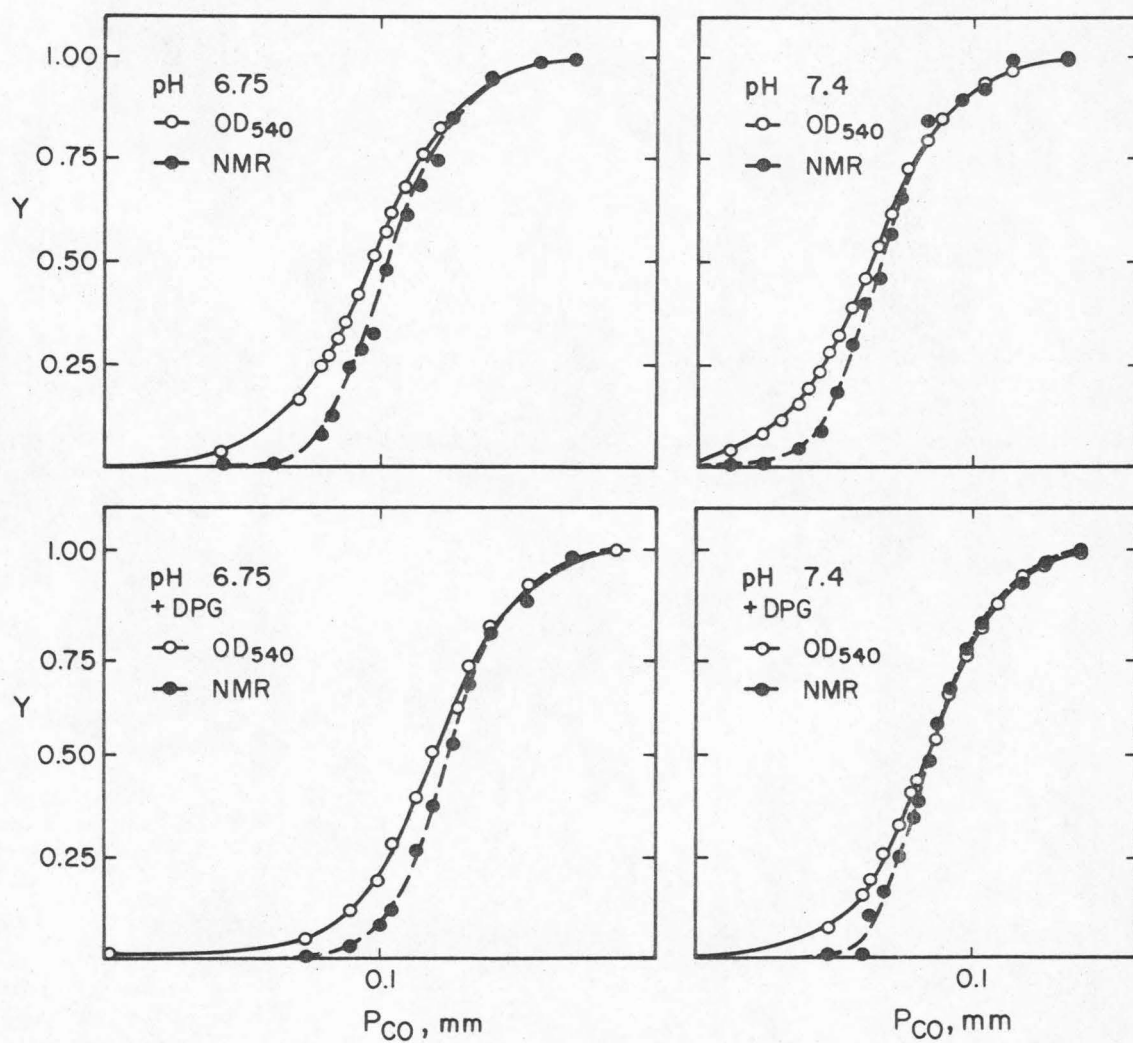 1.00
0.75
0.50
0.25
Y
pH 6.75
OD540
NMR
pH 7.4
OD540
NMR
1.00
0.75
0.50
0.25
Y
pH 6.75
+ DPG
OD540
NMR
0.1
PCO, mm
pH 7.4
+ DPG
OD540
NMR
0.1
PCO, mm